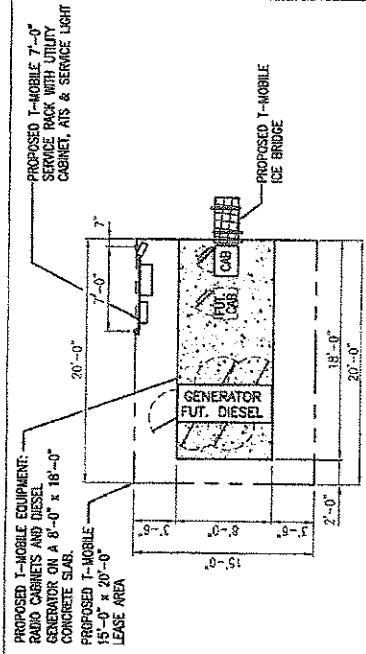 PROPOSED T-MOBILE EQUIPMENT:
RADIO CABINETS AND DIESEL
GENERATOR ON A 8'-0" x 18'-0"
CONCRETE SLAB.
PROPOSED T-MOBILE
15'-0" x 20'-0"
LEASE AREA
PROPOSED T-MOBILE 7'-0"
SERVICE RACK WITH UTILITY
CABINET, ATS & SERVICE LIGHT
20'-0"
7'-0"
7"
PROPOSED T-MOBILE
ICE BRIDGE
CAB
FUT.
CAB
GENERATOR
FUT. DIESEL
3'-6"
8'-0"
3'-6"
15'-0"
2'-0"
18'-0"
20'-0"